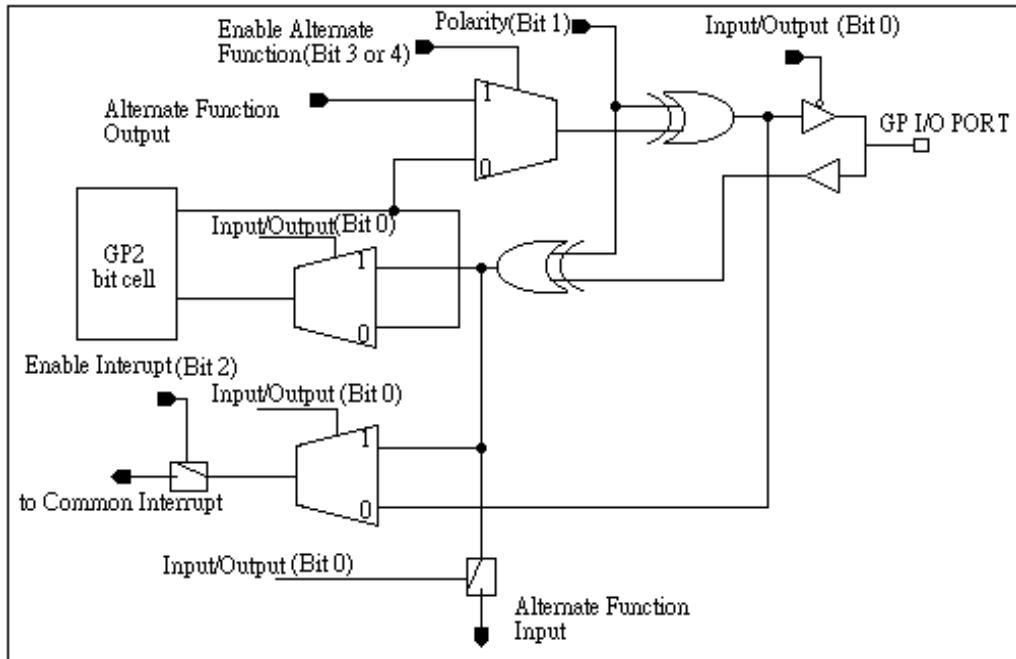 Polarity(Bit 1)
Input/Output (Bit 0)
Enable Alternate
Function(Bit 3 or 4)
1
Alternate Function
Output
GP I/O PORT
0
Input/Output(Bit 0)
GP2
bit cell
1
0
Enable Interupt(Bit 2)
Input/Output (Bit 0)
1
to Common Interrupt
0
Input/Output (Bit 0)
Alternate Function
Input